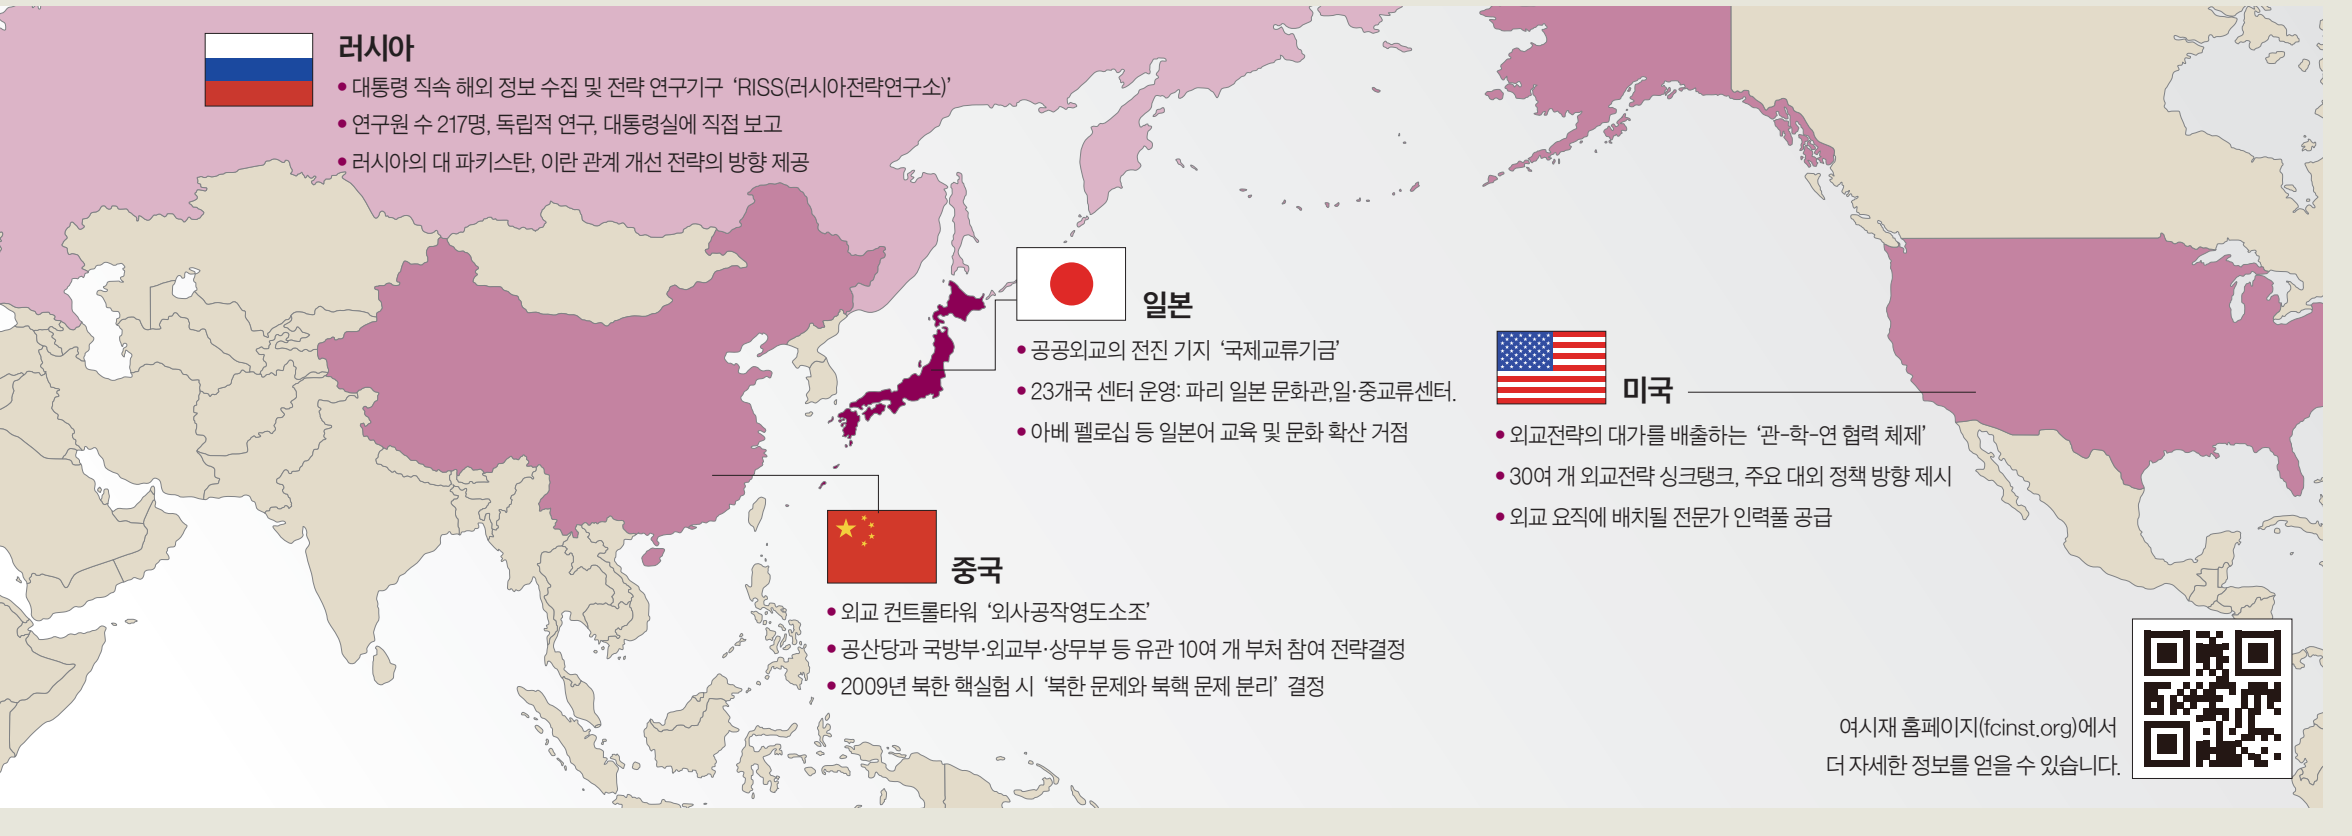 러시아
• 대통령 직속 해외 정보 수집 및 전략 연구기구 ‘RISS(러시아전략연구소)’
• 연구원 수 217명, 독립적 연구, 대통령실에 직접 보고
• 러시아의 대 파키스탄, 이란 관계 개선 전략의 방향 제공
일본
• 공공외교의 전진 기지 ‘국제교류기금’
• 23개국 센터 운영: 파리 일본 문화관,일·중교류센터.
• 아베 펠로십 등 일본어 교육 및 문화 확산 거점
미국
• 외교전략의 대가를 배출하는 ‘관-학-연 협력 체제’
• 30여 개 외교전략 싱크탱크, 주요 대외 정책 방향 제시
• 외교 요직에 배치될 전문가 인력풀 공급
중국
• 외교 컨트롤타워 ‘외사공작영도소조’
• 공산당과 국방부·외교부·상무부 등 유관 10여 개 부처 참여 전략결정
• 2009년 북한 핵실험 시 ‘북한 문제와 북핵 문제 분리’ 결정
여시재 홈페이지(fcinst.org)에서
더 자세한 정보를 얻을 수 있습니다.